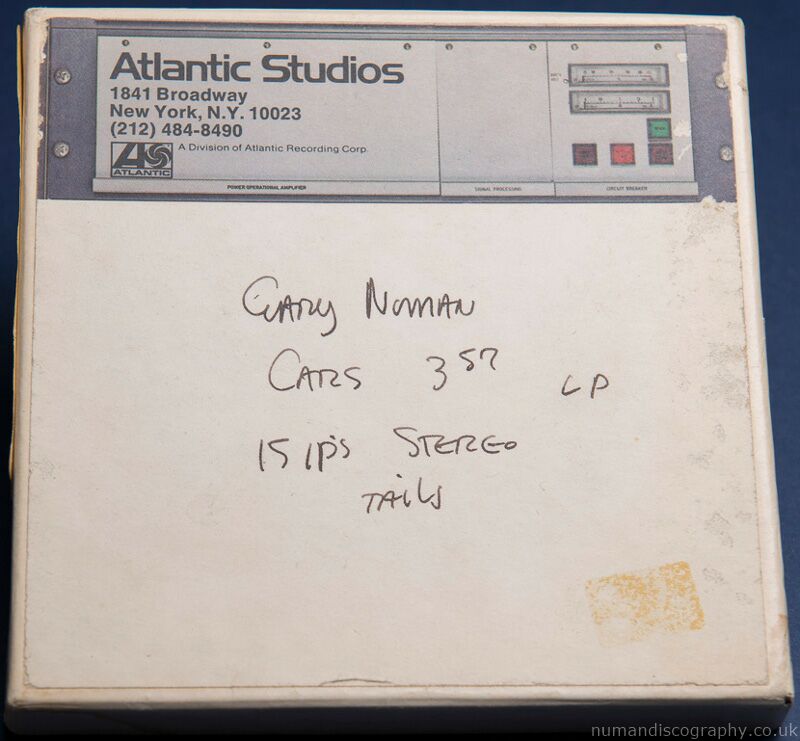 Atlantic Studios
1841 Broadway
New York, N.Y. 10023
(212) 484-8490
ATLANTIC
A Division of Atlantic Recording Corp.
POWER OPERATIONAL AMPLIFIER
SIGNAL PROCESSING
CIRCUIT BREAKER
GARY NUMAN
CARS 3 57 LP
15 IPS STEREO
TAILS
numandiscography.co.uk